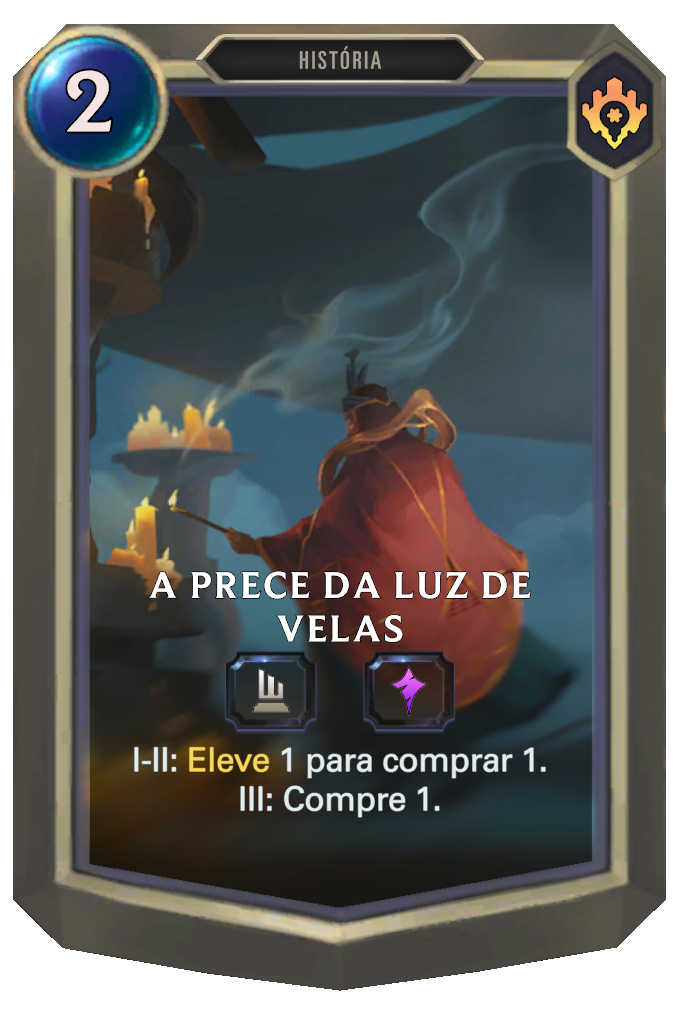 HISTÓRIA
2
A PRECE DA LUZ DE
VELAS
I-II: Eleve 1 para comprar 1.
III: Compre 1.